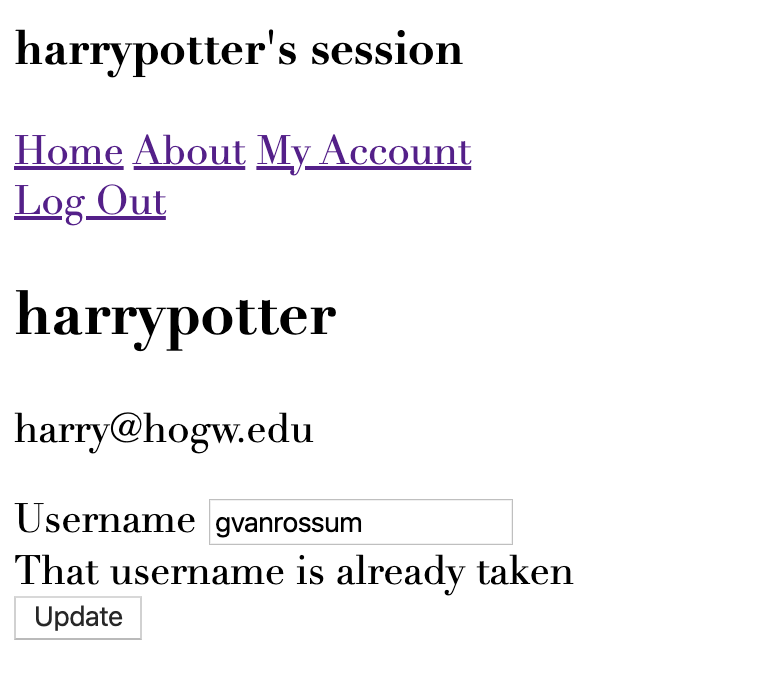 harrypotter's session
Home About My Account
Log Out
harrypotter
harry@hogw.edu
Username gvanrossum
That username is already taken
Update